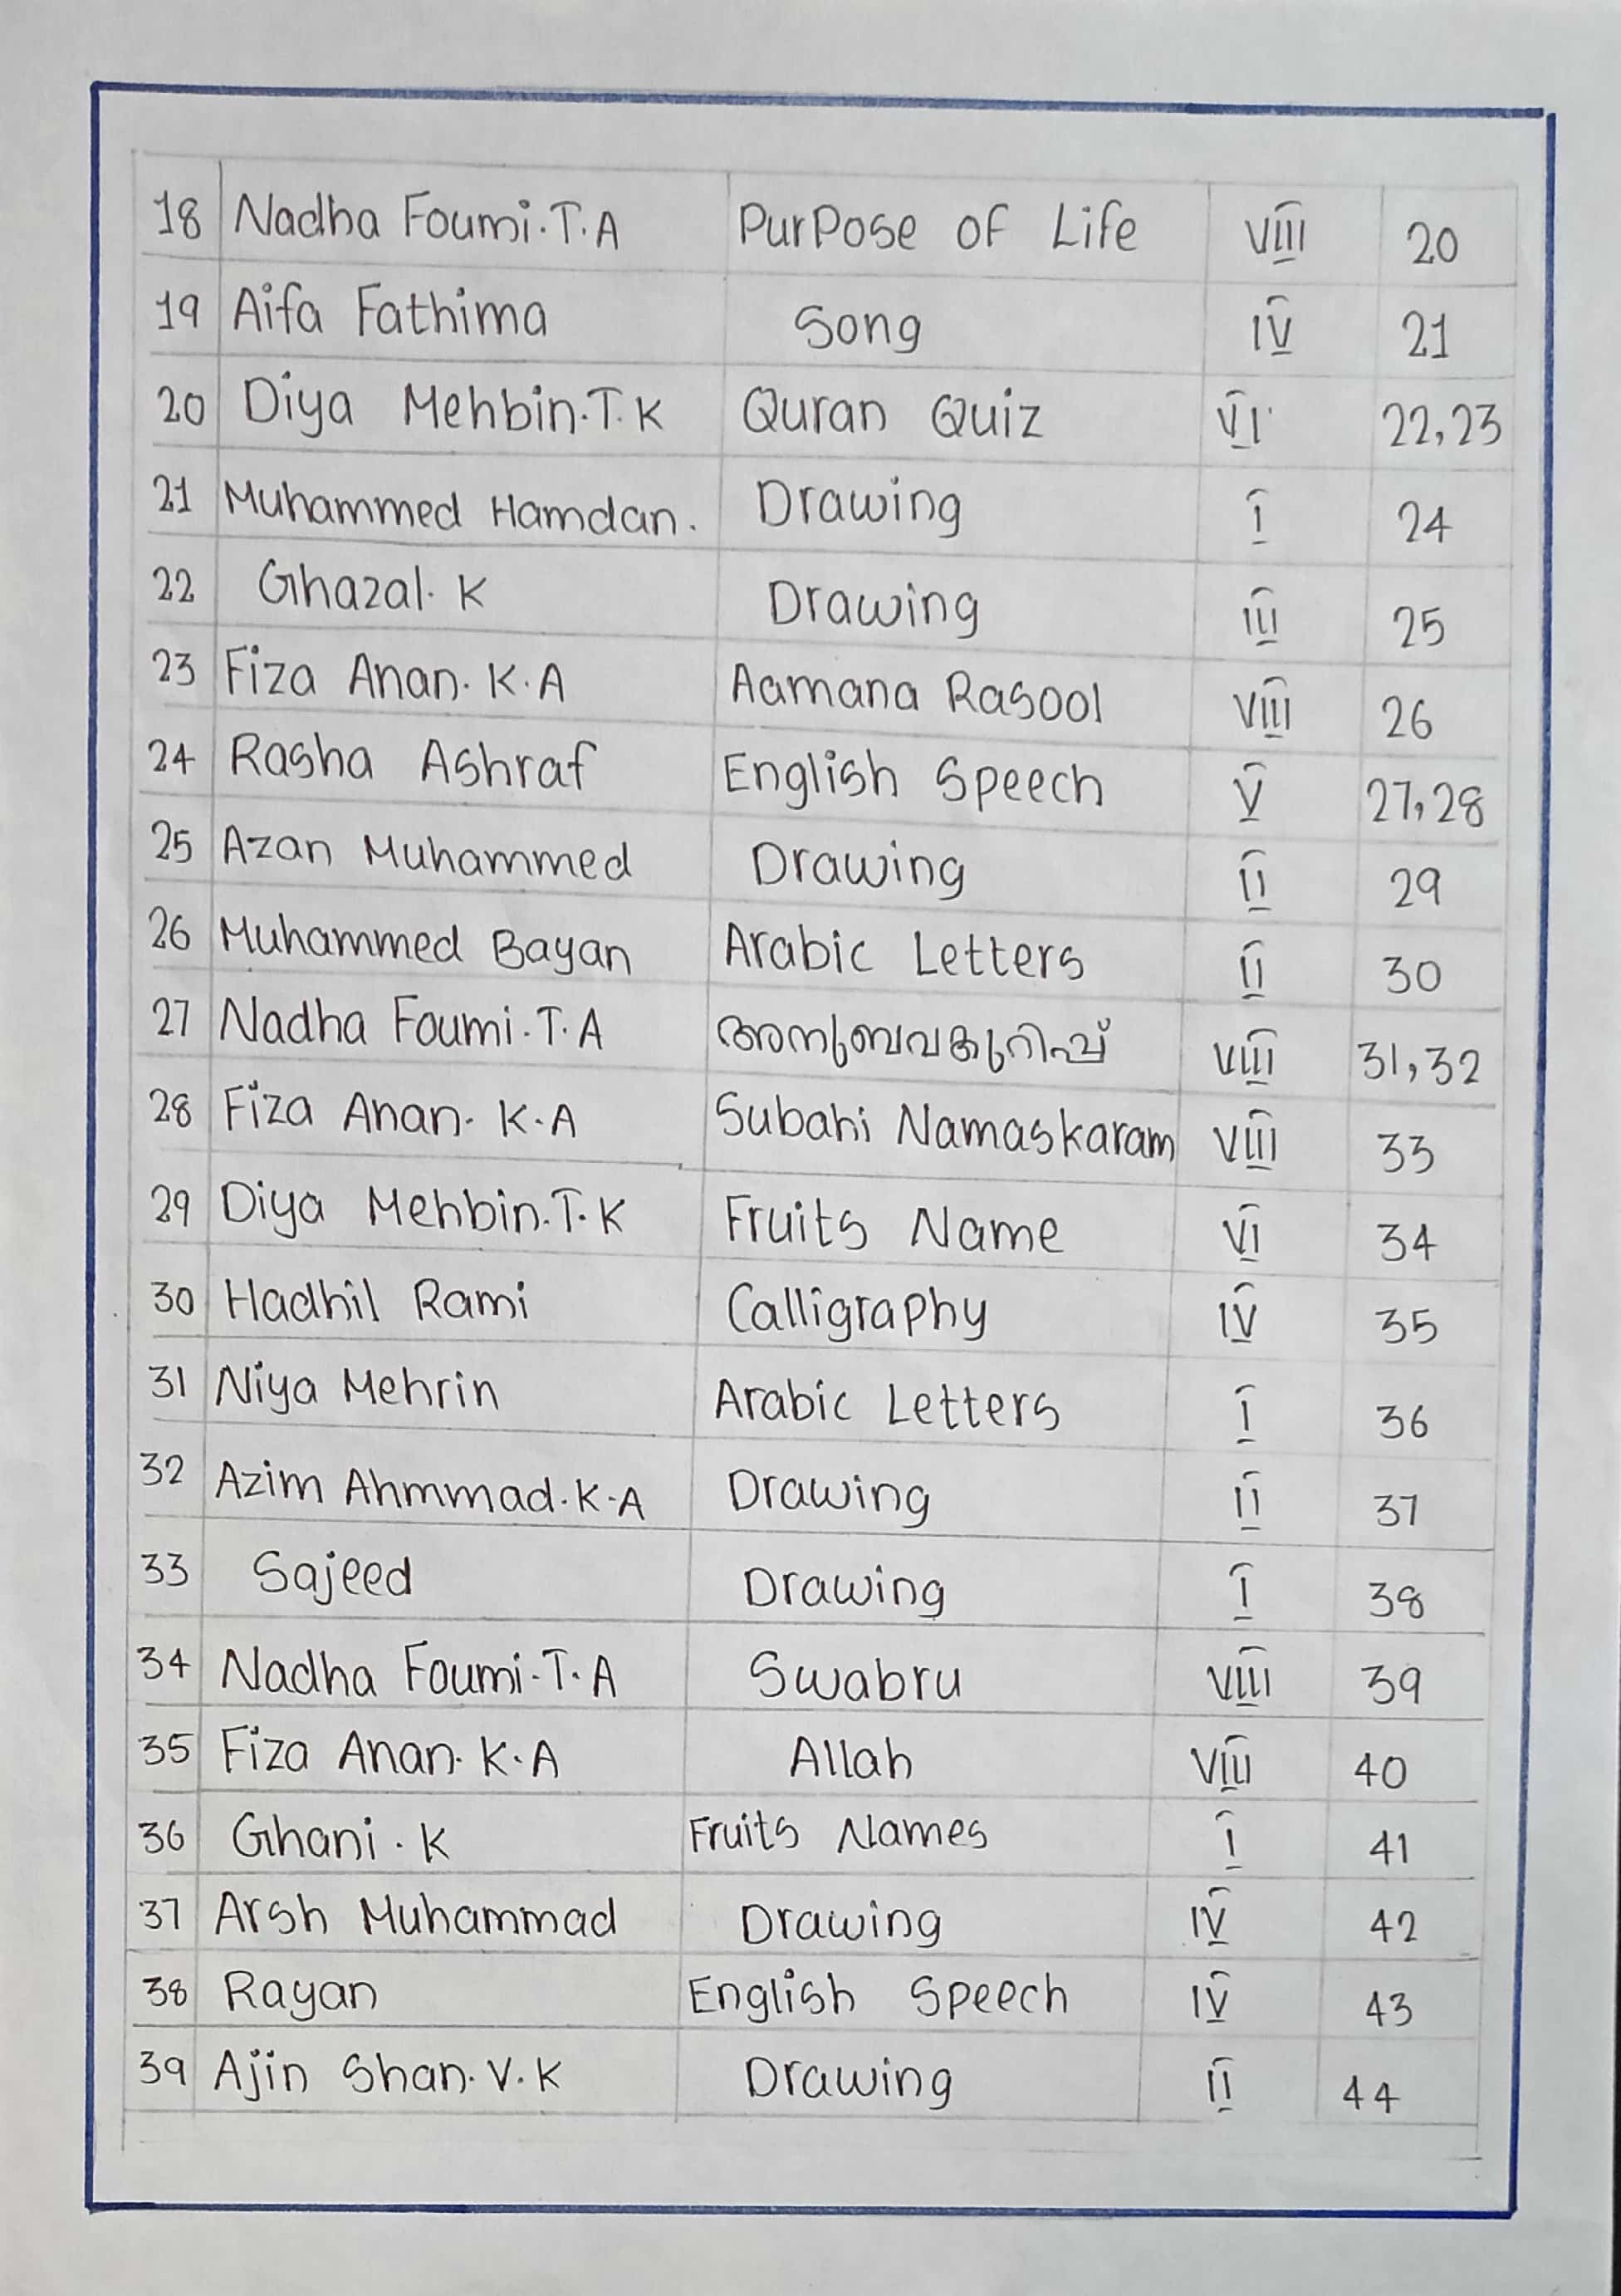 18 Nadha Foumi.T.A Purpose of Life VIII 20
19 Aifa Fathima Song IV 21
20 Diya Mehbin.T.K Quran Quiz VI 22,23
21 Muhammed Hamdan. Drawing I 24
22 Ghazal.K Drawing III 25
23 Fiza Anan.K.A Aamana Rasool VIII 26
24 Rasha Ashraf English Speech V 27,28
25 Azan Muhammed Drawing II 29
26 Muhammed Bayan Arabic Letters II 30
27 Nadha Foumi.T.A അനുബവകുറിപ്പ് VIII 31,32
28 Fiza Anan.K.A Subahi Namaskaram VIII 33
29 Diya Mehbin.T.K Fruits Name VI 34
30 Hadhil Rami Calligraphy IV 35
31 Niya Mehrin Arabic Letters I 36
32 Azim Ahmmad.K.A Drawing II 37
33 Sajeed Drawing I 38
34 Nadha Foumi.T.A Swabru VIII 39
35 Fiza Anan.K.A Allah VIII 40
36 Ghani.K Fruits Names I 41
37 Arsh Muhammad Drawing IV 42
38 Rayan English Speech IV 43
39 Ajin Shan.V.K Drawing II 44